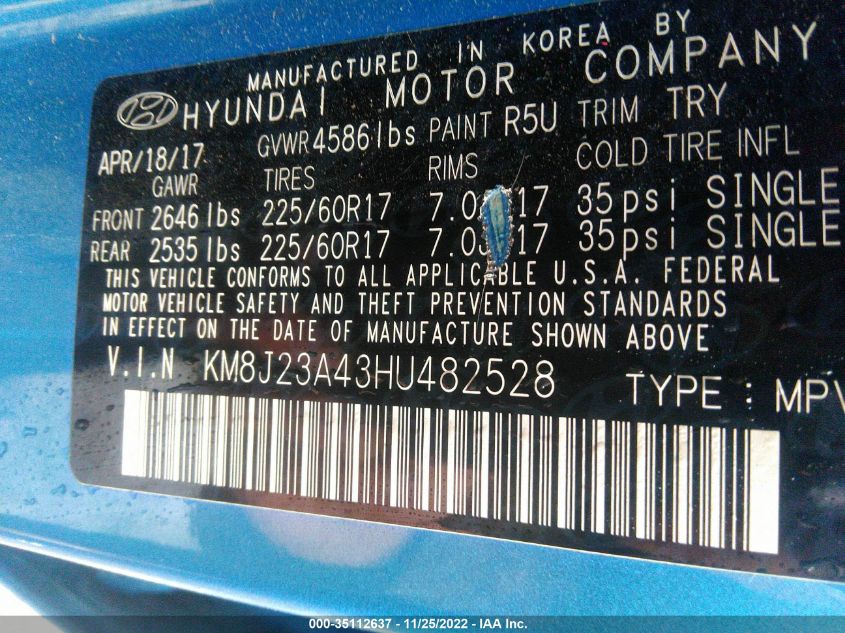 MANUFACTURED IN KOREA BY
HYUNDAI MOTOR COMPANY
APR/18/17 GVWR 4586 lbs PAINT R5U TRIM TRY
GAWR TIRES RIMS COLD TIRE INFL
FRONT 2646 lbs 225/60R17 17 35psi SINGLE
REAR 2535 lbs 225/60R17 17 35psi SINGLE
THIS VEHICLE CONFORMS TO ALL APPLICABLE U.S.A. FEDERAL
MOTOR VEHICLE SAFETY AND THEFT PREVENTION STANDARDS
IN EFFECT ON THE DATE OF MANUFACTURE SHOWN ABOVE
V.I.N KM8J23A43HU482528 TYPE : MPV
000-35112637 - 11/25/2022 - IAA Inc.